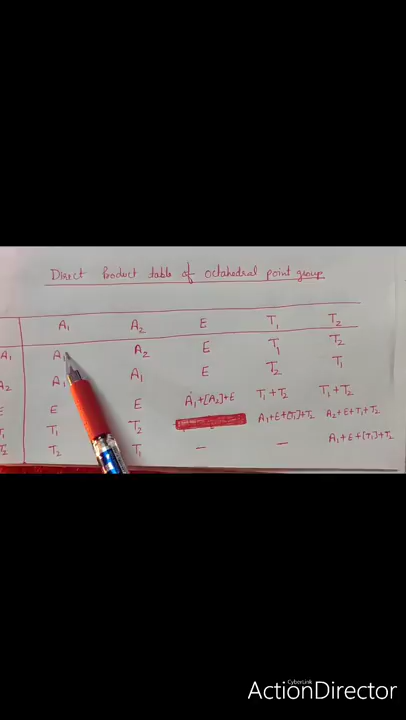 Direct Product table of octahedral point group
A₁ A₂ E T₁ T₂
A₁ A₁ A₂ E T₁ T₂
A₂ A₁ A₁ E T₂ T₁
E E E A₁+[A₂]+E T₁+T₂ T₁+T₂
T₁ T₁ T₂ A₁+E+[T₁]+T₂ A₂+E+T₁+T₂
T₂ T₂ T₁ – – A₁+E+[T₁]+T₂
CyberLink
ActionDirector